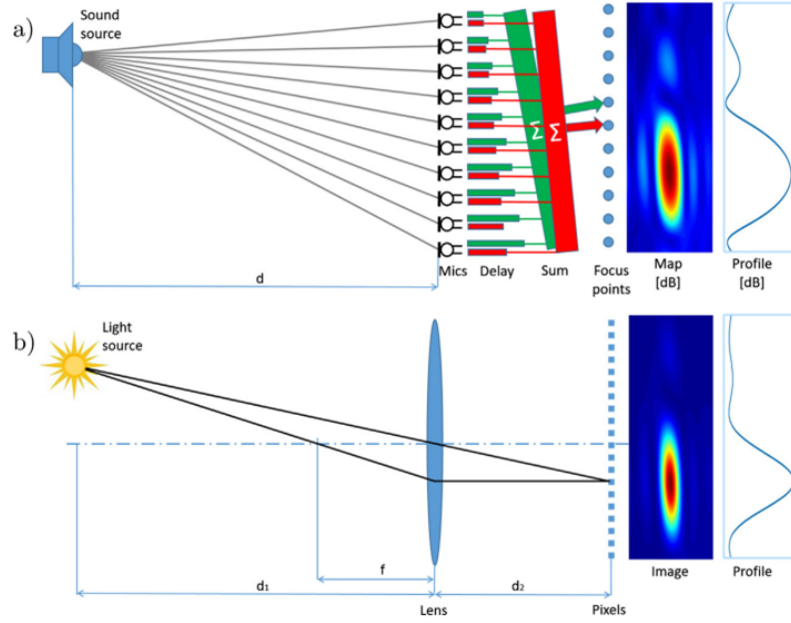 a)
Sound
source
Σ Σ
d
Mics Delay Sum Focus
points
Map
[dB]
Profile
[dB]
b)
Light
source
f
d₁
d₂
Lens
Pixels
Image
Profile